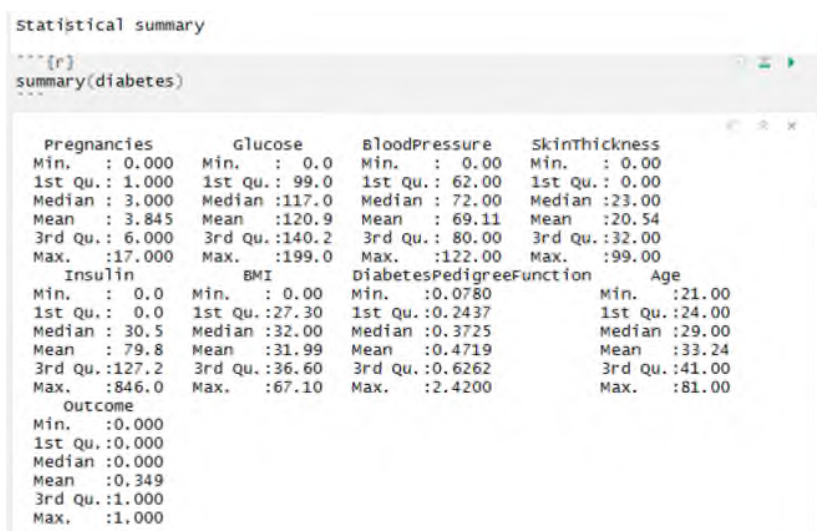 Statistical summary
```{r}
summary(diabetes)
```
Pregnancies Glucose BloodPressure SkinThickness
Min. : 0.000 Min. : 0.0 Min. : 0.00 Min. : 0.00
1st Qu.: 1.000 1st Qu.: 99.0 1st Qu.: 62.00 1st Qu.: 0.00
Median : 3.000 Median :117.0 Median : 72.00 Median :23.00
Mean : 3.845 Mean :120.9 Mean : 69.11 Mean :20.54
3rd Qu.: 6.000 3rd Qu.:140.2 3rd Qu.: 80.00 3rd Qu.:32.00
Max. :17.000 Max. :199.0 Max. :122.00 Max. :99.00
Insulin BMI DiabetesPedigreeFunction Age
Min. : 0.0 Min. : 0.00 Min. :0.0780 Min. :21.00
1st Qu.: 0.0 1st Qu.:27.30 1st Qu.:0.2437 1st Qu.:24.00
Median : 30.5 Median :32.00 Median :0.3725 Median :29.00
Mean : 79.8 Mean :31.99 Mean :0.4719 Mean :33.24
3rd Qu.:127.2 3rd Qu.:36.60 3rd Qu.:0.6262 3rd Qu.:41.00
Max. :846.0 Max. :67.10 Max. :2.4200 Max. :81.00
Outcome
Min. :0.000
1st Qu.:0.000
Median :0.000
Mean :0.349
3rd Qu.:1.000
Max. :1.000